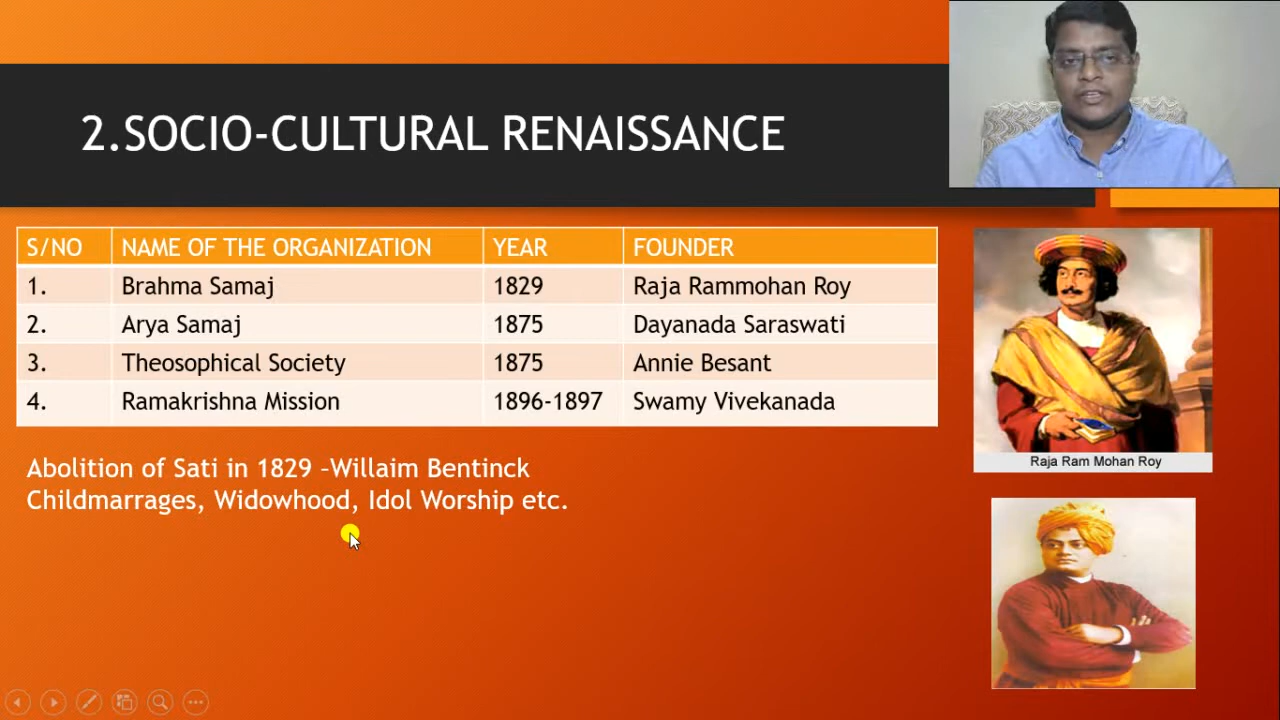 2.SOCIO-CULTURAL RENAISSANCE
S/NO NAME OF THE ORGANIZATION YEAR FOUNDER
1. Brahma Samaj 1829 Raja Rammohan Roy
2. Arya Samaj 1875 Dayanada Saraswati
3. Theosophical Society 1875 Annie Besant
4. Ramakrishna Mission 1896-1897 Swamy Vivekanada
Abolition of Sati in 1829 –Willaim Bentinck
Childmarrages, Widowhood, Idol Worship etc.
Raja Ram Mohan Roy